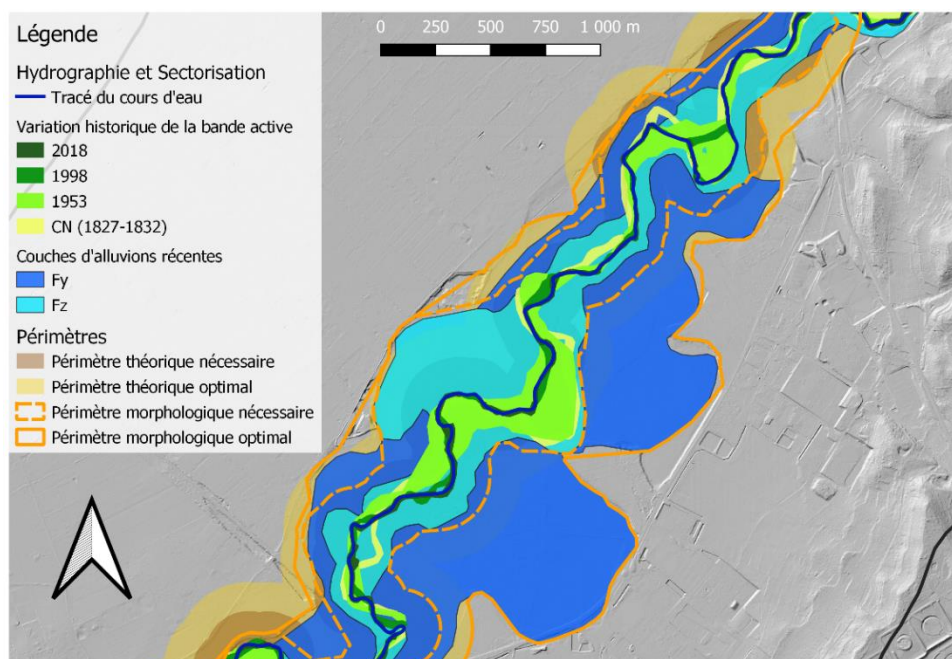 Légende
Hydrographie et Sectorisation
Tracé du cours d'eau
Variation historique de la bande active
2018
1998
1953
CN (1827-1832)
Couches d'alluvions récentes
Fy
Fz
Périmètres
Périmètre théorique nécessaire
Périmètre théorique optimal
Périmètre morphologique nécessaire
Périmètre morphologique optimal
0 250 500 750 1 000 m